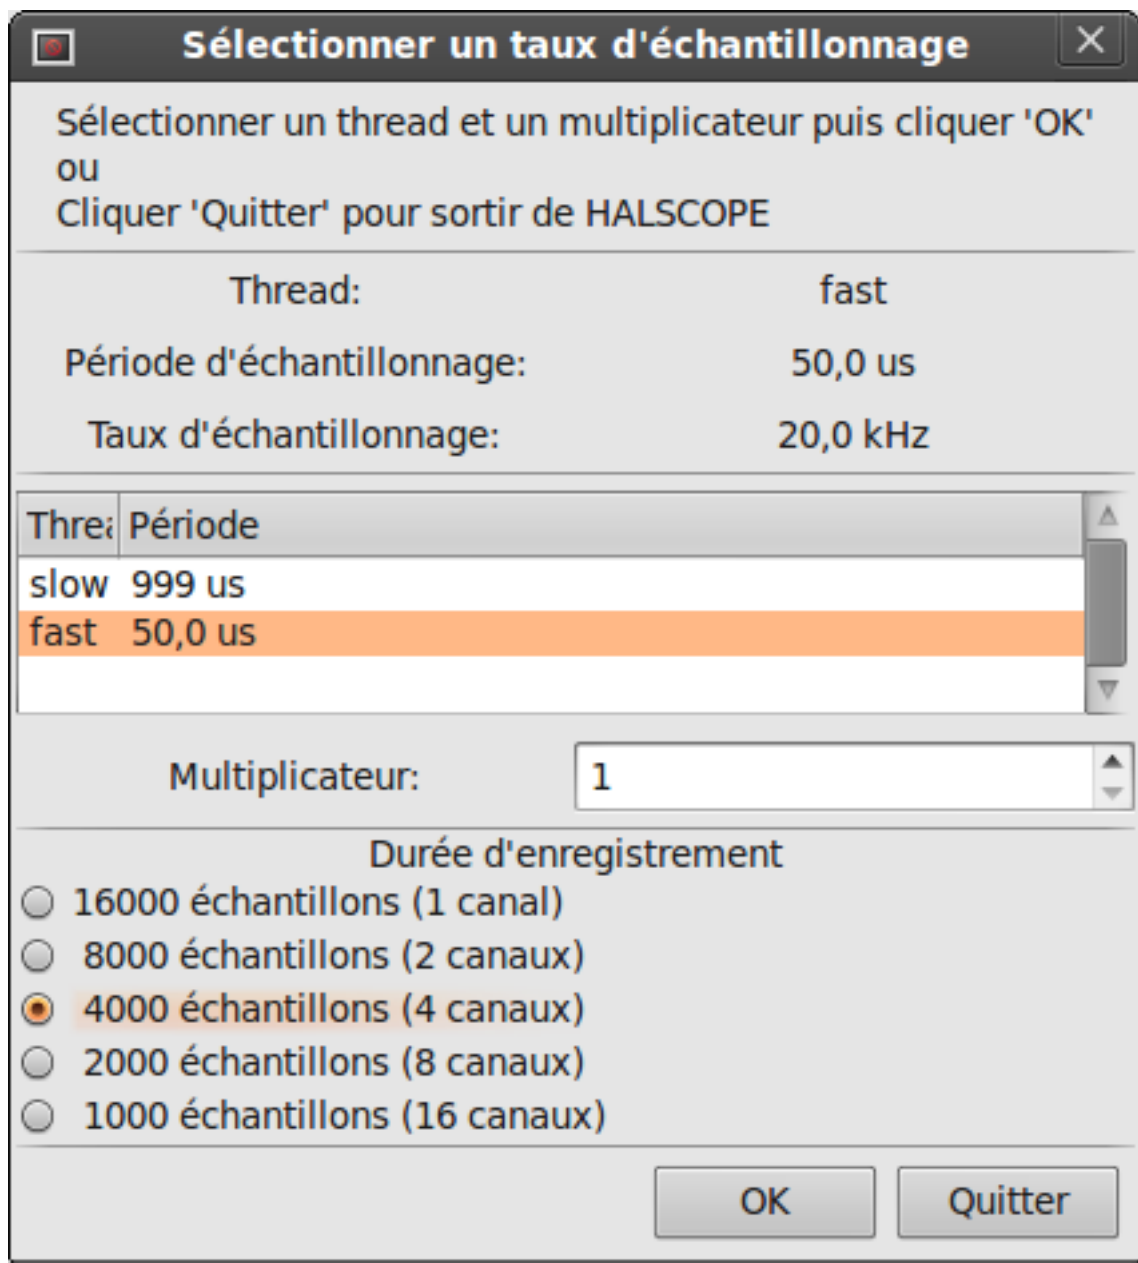 Sélectionner un taux d'échantillonnage
Sélectionner un thread et un multiplicateur puis cliquer 'OK'
ou
Cliquer 'Quitter' pour sortir de HALSCOPE
Thread: fast
Période d'échantillonnage: 50,0 us
Taux d'échantillonnage: 20,0 kHz
Threa Période
slow 999 us
fast 50,0 us
Multiplicateur: 1
Durée d'enregistrement
16000 échantillons (1 canal)
8000 échantillons (2 canaux)
4000 échantillons (4 canaux)
2000 échantillons (8 canaux)
1000 échantillons (16 canaux)
OK Quitter